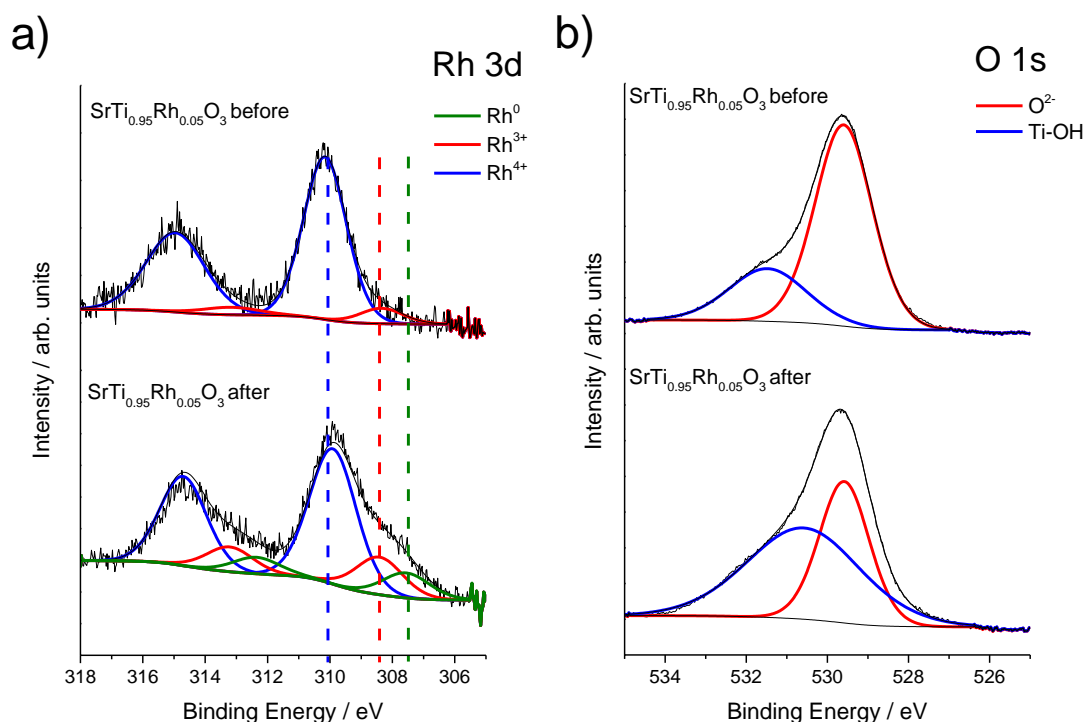 a)
Rh 3d
SrTi0.95Rh0.05O3 before
Rh0
Rh3+
Rh4+
SrTi0.95Rh0.05O3 after
Intensity / arb. units
318 316 314 312 310 308 306
Binding Energy / eV
b)
O 1s
SrTi0.95Rh0.05O3 before
O2-
Ti-OH
SrTi0.95Rh0.05O3 after
Intensity / arb. units
534 532 530 528 526
Binding Energy / eV